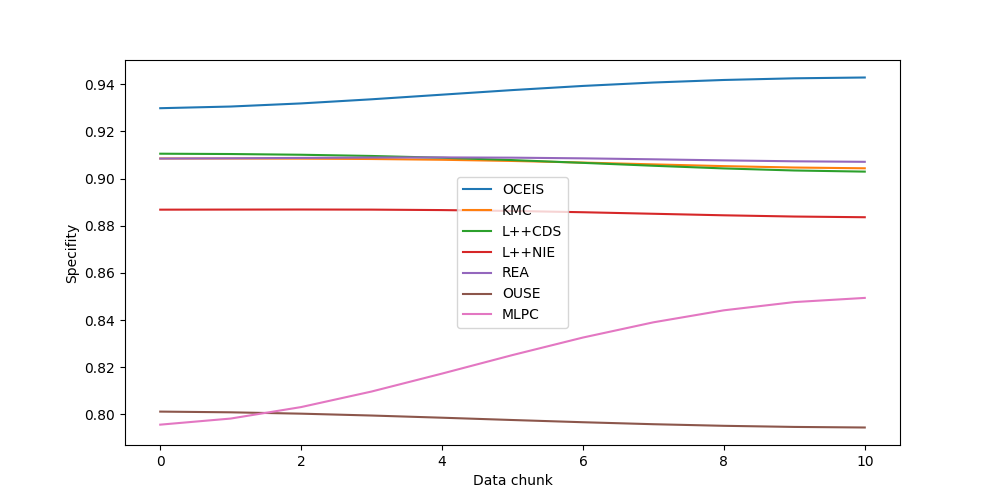 0.94
0.92
0.90
0.88
0.86
0.84
0.82
0.80
Specifity
OCEIS
KMC
L++CDS
L++NIE
REA
OUSE
MLPC
0 2 4 6 8 10
Data chunk